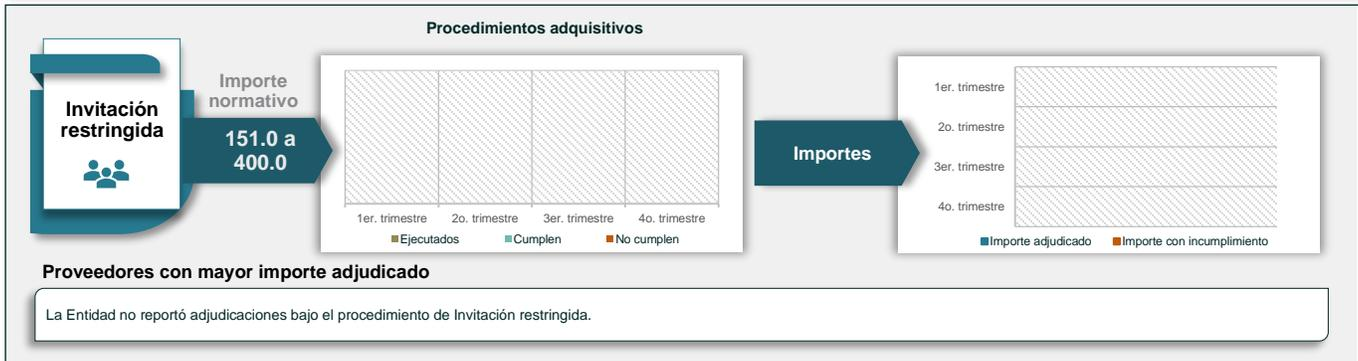 Procedimientos adquisitivos
Invitación
restringida
Importe
normativo
151.0 a
400.0
1er. trimestre
2o. trimestre
3er. trimestre
4o. trimestre
Ejecutados
Cumplen
No cumplen
Importes
1er. trimestre
2o. trimestre
3er. trimestre
4o. trimestre
Importe adjudicado
Importe con incumplimiento
Proveedores con mayor importe adjudicado
La Entidad no reportó adjudicaciones bajo el procedimiento de Invitación restringida.